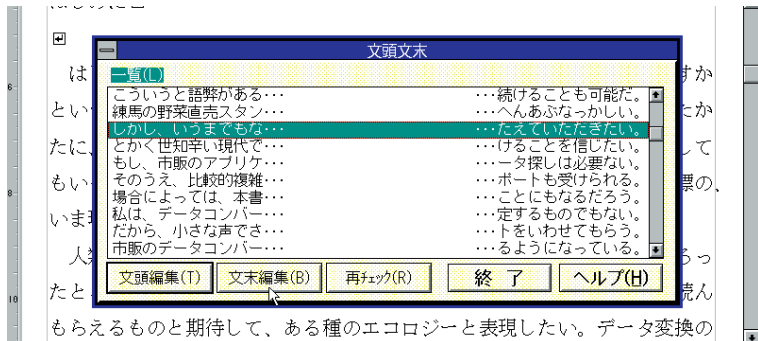 文頭文末
一覧(L)
こういうと語弊がある… …続けることも可能だ。
練馬の野菜直売スタン… …へんあぶなっかしい。
しかし、いうまでもな… …たえていただきたい。
とかく世知辛い現代で… …けることを信じたい。
もし、市販のアプリケ… …ータ探しは必要ない。
そのうえ、比較的複雑… …ポートも受けられる。
場合によっては、本書… …ことにもなるだろう。
私は、データコンバー… …定するものでもない。
だから、小さな声でさ… …トをいわせてもらう。
市販のデータコンバー… …るようになっている。
文頭編集(T) 文末編集(B) 再チェック(R) 終 了 ヘルプ(H)
6
は すか
とい たか
たに、 して
8
もい 票の、
いま
人 ろっ
10
たと 読ん
もらえるものと期待して、ある種のエコロジーと表現したい。データ変換の